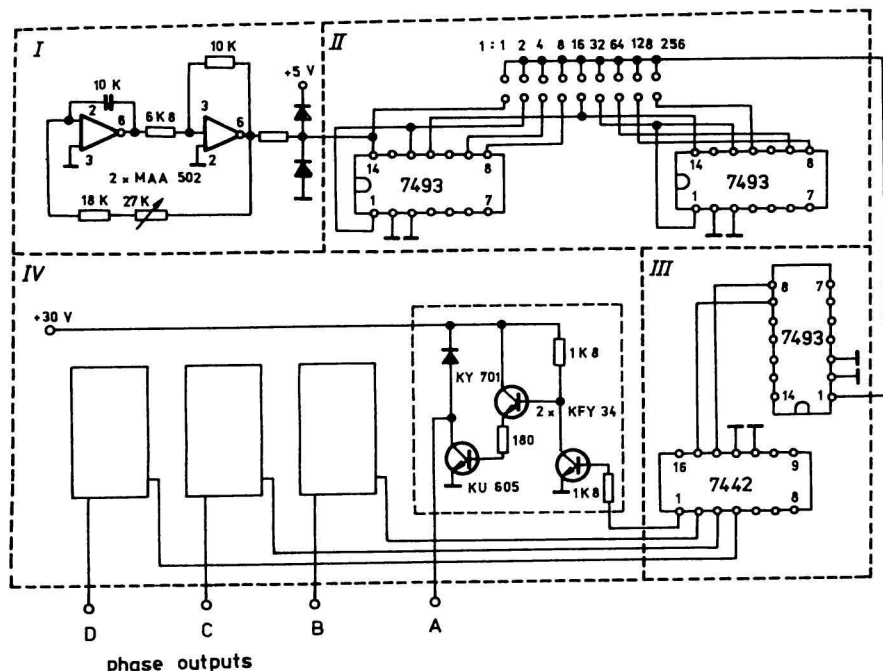 I
10 K
+5 V
10 K
2
6
3
6K8
3
6
2
2 x MAA 502
18 K
27 K
II
1 : 1 2 4 8 16 32 64 128 256
14
8
7493
1
7
14
8
7493
1
7
III
8
7
7493
14
1
16
9
7442
1
8
IV
+30 V
1K8
KY 701
2 x KFY 34
180
KU 605
1K8
D
C
B
A
phase outputs